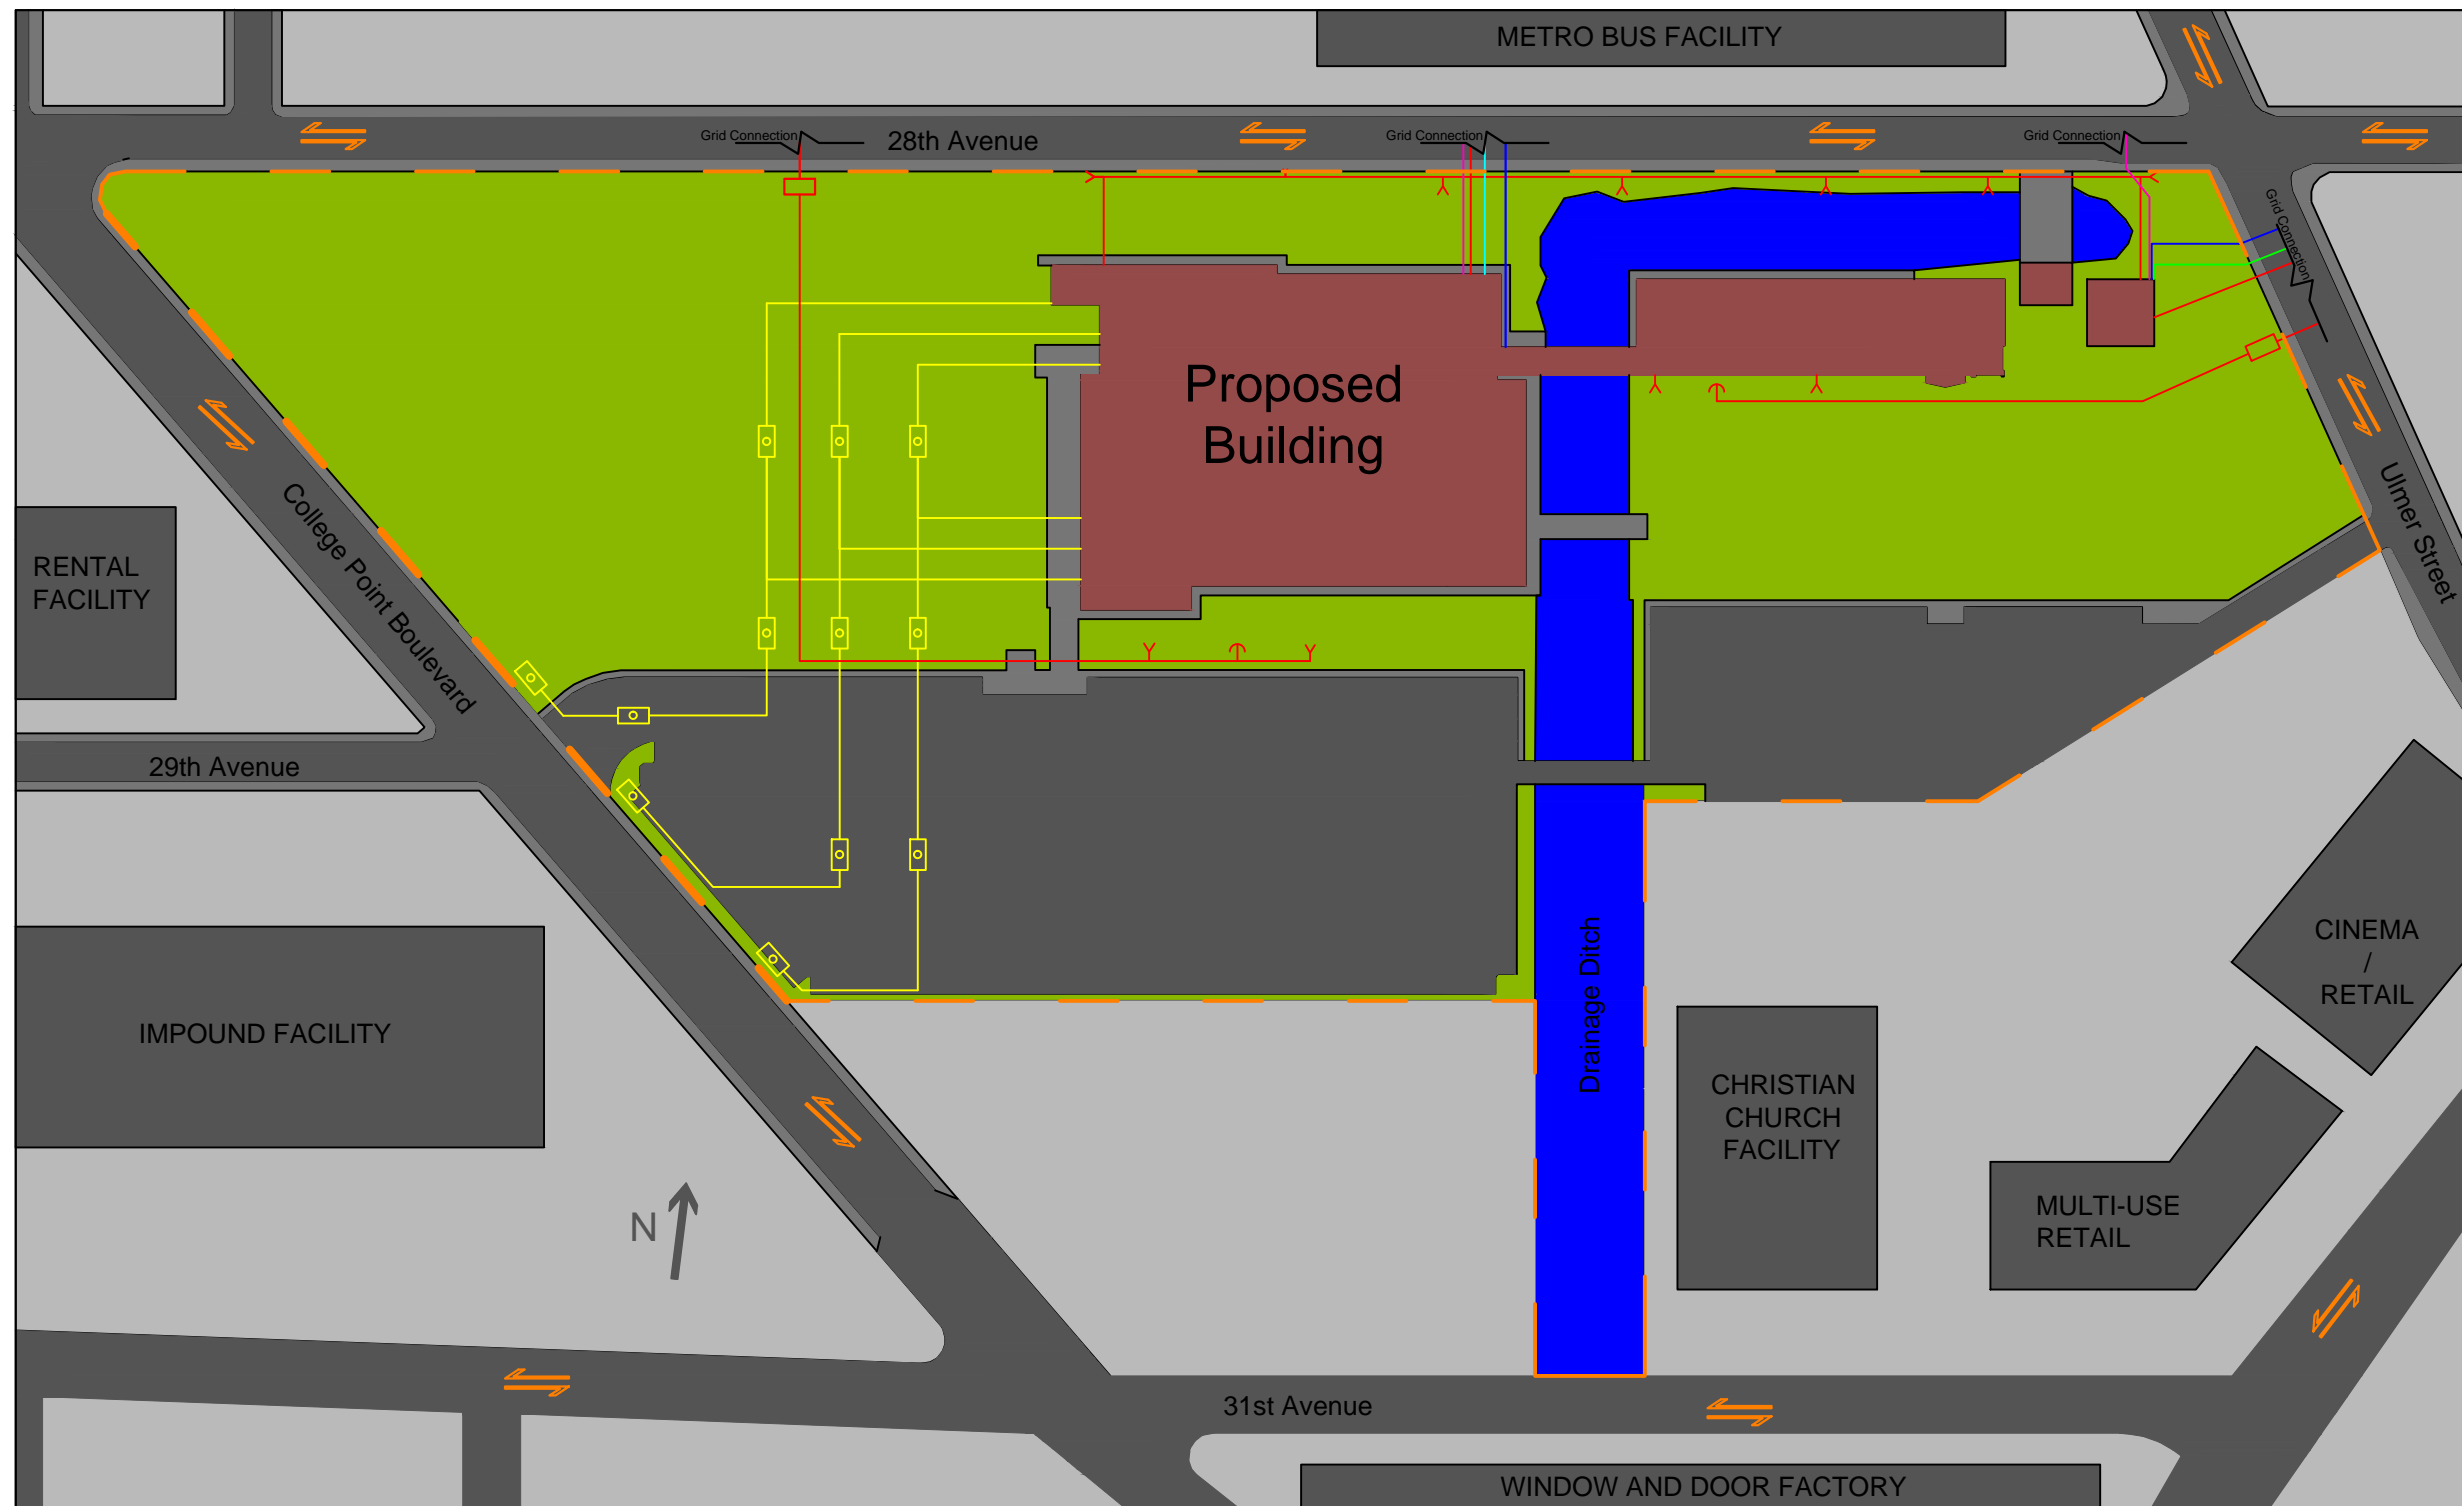 METRO BUS FACILITY
Grid Connection
28th Avenue
Grid Connection
Grid Connection
Grid Connection
Proposed
Building
College Point Boulevard
Ulmer Street
RENTAL
FACILITY
29th Avenue
Drainage Ditch
CINEMA
/
RETAIL
IMPOUND FACILITY
CHRISTIAN
CHURCH
FACILITY
N
MULTI-USE
RETAIL
31st Avenue
WINDOW AND DOOR FACTORY